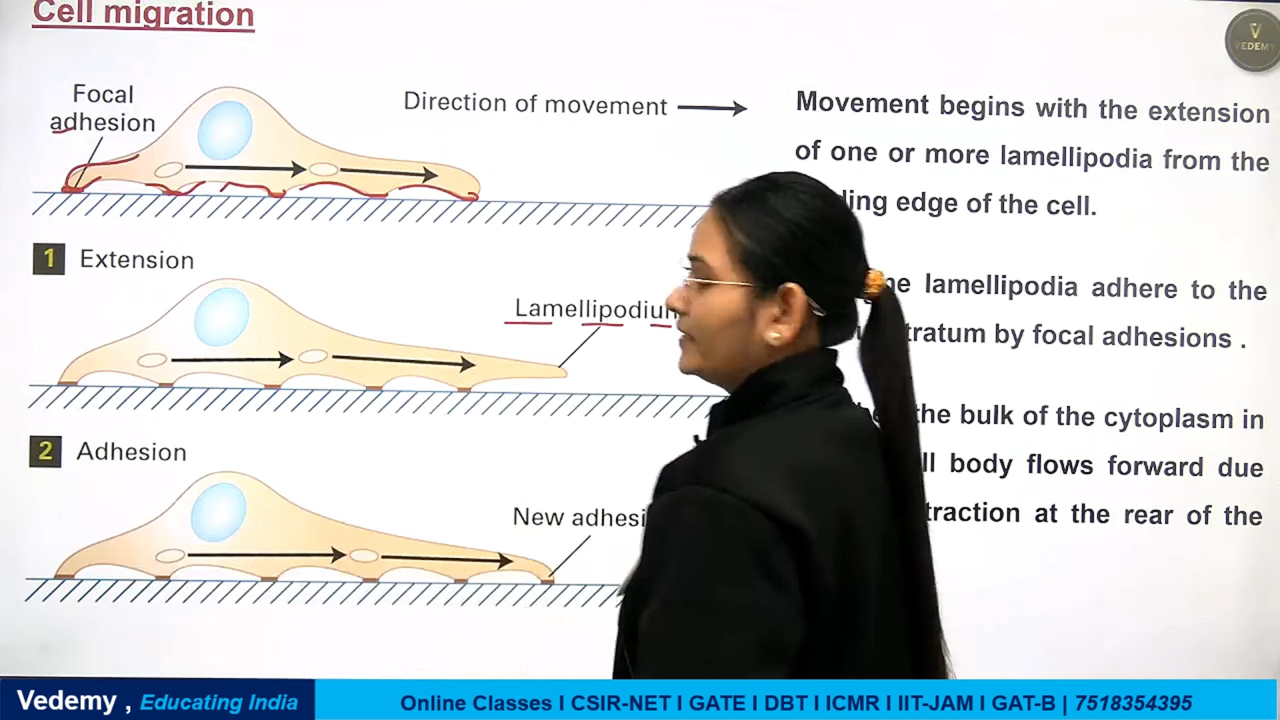 Cell migration
VEDEMY
Focal
adhesion
Direction of movement
Movement begins with the extension
of one or more lamellipodia from the
edge of the cell.
1 Extension
Lamellipodium
lamellipodia adhere to the
by focal adhesions .
2 Adhesion
the bulk of the cytoplasm in
body flows forward due
at the rear of the
New
Vedemy , Educating India
Online Classes I CSIR-NET I GATE I DBT I ICMR I IIT-JAM I GAT-B | 7518354395